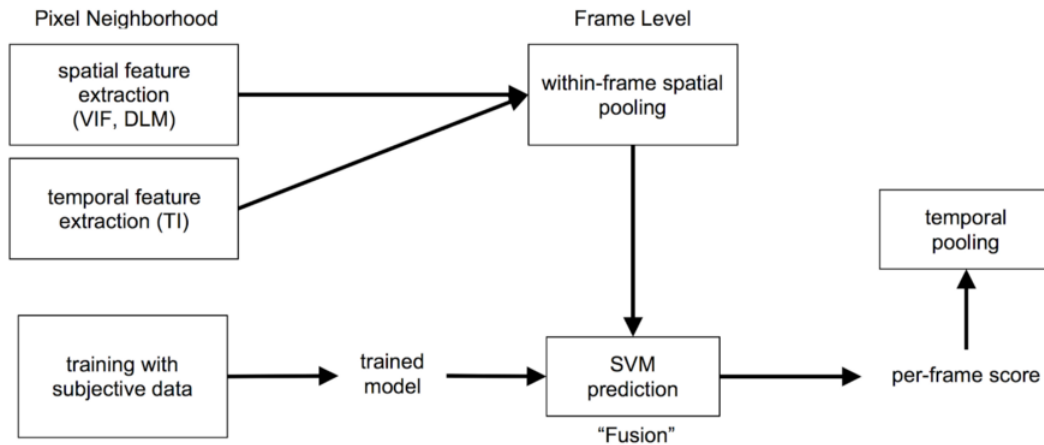 Pixel Neighborhood
Frame Level
spatial feature
extraction
(VIF, DLM)
within-frame spatial
pooling
temporal feature
extraction (TI)
temporal
pooling
training with
subjective data
trained
model
SVM
prediction
per-frame score
“Fusion”